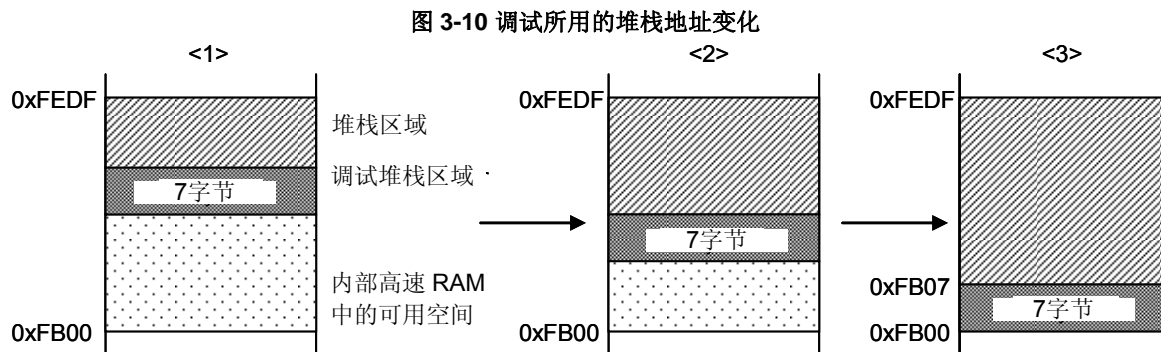 图 3-10 调试所用的堆栈地址变化
<1>
<2>
<3>
0xFEDF
堆栈区域
调试堆栈区域
7字节
内部高速 RAM
中的可用空间
0xFB00
0xFEDF
7字节
0xFB00
0xFEDF
0xFB07
7字节
0xFB00